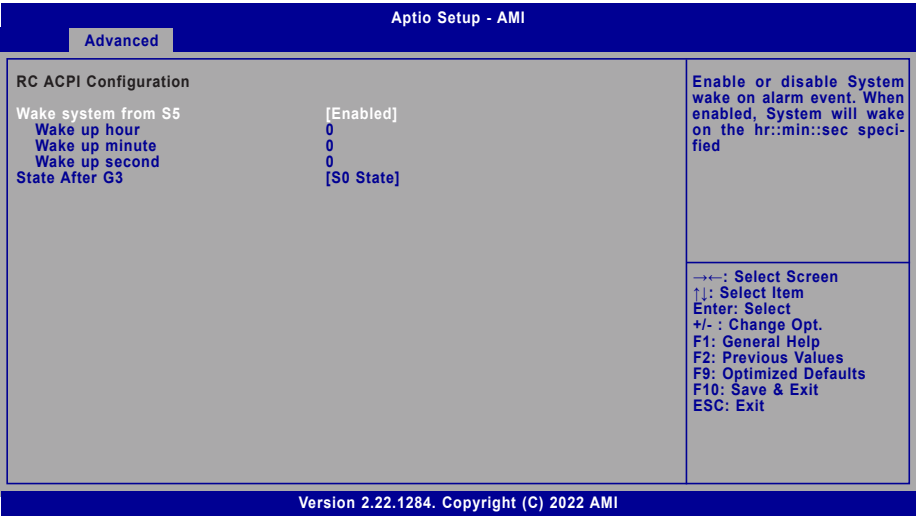 Aptio Setup - AMI
Advanced
RC ACPI Configuration
Wake system from S5 [Enabled]
Wake up hour 0
Wake up minute 0
Wake up second 0
State After G3 [S0 State]
Enable or disable System
wake on alarm event. When
enabled, System will wake
on the hr::min::sec speci-
fied
→←: Select Screen
↑↓: Select Item
Enter: Select
+/- : Change Opt.
F1: General Help
F2: Previous Values
F9: Optimized Defaults
F10: Save & Exit
ESC: Exit
Version 2.22.1284. Copyright (C) 2022 AMI